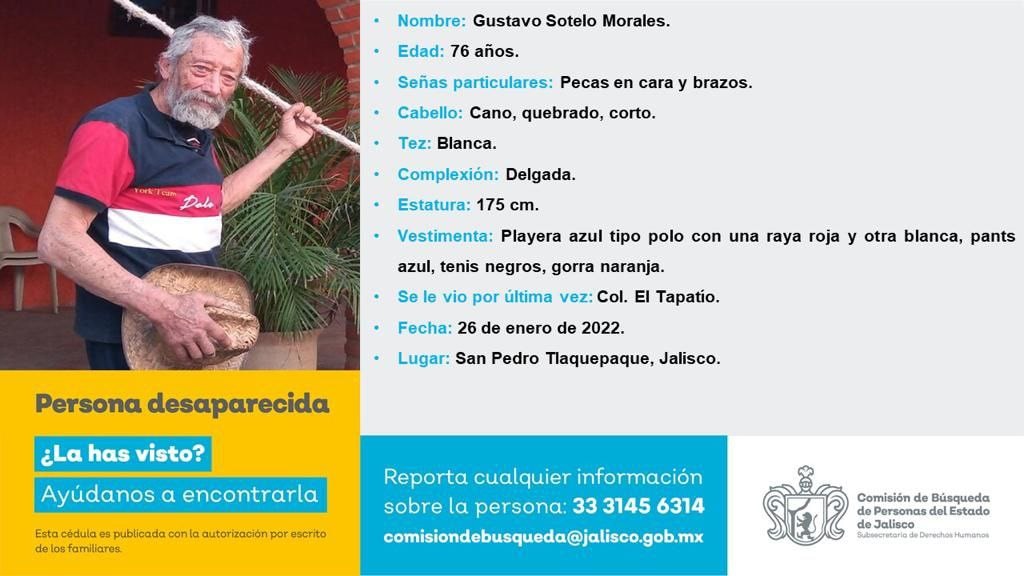 Nombre: Gustavo Sotelo Morales.
Edad: 76 años.
Señas particulares: Pecas en cara y brazos.
Cabello: Cano, quebrado, corto.
Tez: Blanca.
Complexión: Delgada.
Estatura: 175 cm.
Vestimenta: Playera azul tipo polo con una raya roja y otra blanca, pants
azul, tenis negros, gorra naranja.
Se le vio por última vez: Col. El Tapatío.
Fecha: 26 de enero de 2022.
Lugar: San Pedro Tlaquepaque, Jalisco.
York Team
Polo
Persona desaparecida
¿La has visto?
Ayúdanos a encontrarla
Esta cédula es publicada con la autorización por escrito
de los familiares.
Reporta cualquier información
sobre la persona: 33 3145 6314
comisiondebusqueda@jalisco.gob.mx
Comisión de Búsqueda
de Personas del Estado
de Jalisco
Subsecretaría de Derechos Humanos